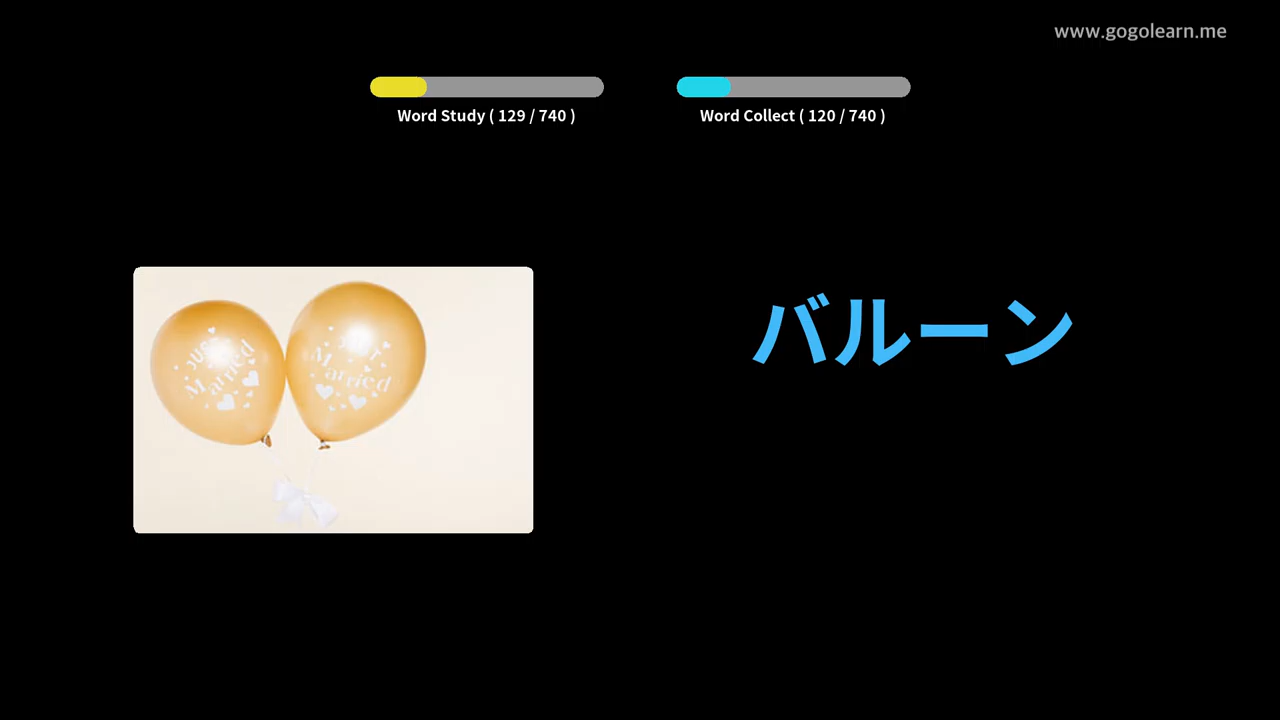 www.gogolearn.me
Word Study ( 129 / 740 )
Word Collect ( 120 / 740 )
バルーン
Just
Married
Just
Married